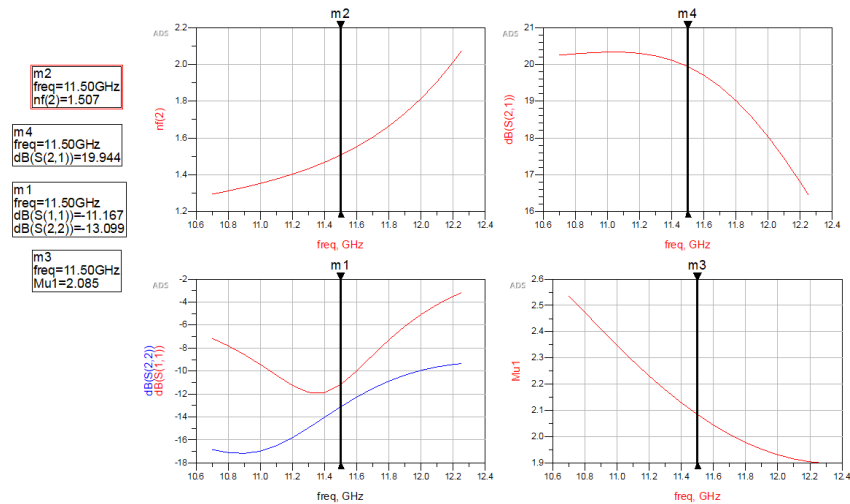 m2
freq=11.50GHz
nf(2)=1.507
m4
freq=11.50GHz
dB(S(2,1))=19.944
m1
freq=11.50GHz
dB(S(1,1))=-11.167
dB(S(2,2))=-13.099
m3
freq=11.50GHz
Mu1=2.085
m2
ADS
2.2
2.0
1.8
1.6
1.4
1.2
nf(2)
10.6 10.8 11.0 11.2 11.4 11.6 11.8 12.0 12.2 12.4
freq, GHz
m4
ADS
21
20
19
18
17
16
dB(S(2,1))
10.6 10.8 11.0 11.2 11.4 11.6 11.8 12.0 12.2 12.4
freq, GHz
m1
ADS
-2
-4
-6
-8
-10
-12
-14
-16
-18
dB(S(2,2))
dB(S(1,1))
10.6 10.8 11.0 11.2 11.4 11.6 11.8 12.0 12.2 12.4
freq, GHz
m3
ADS
2.6
2.5
2.4
2.3
2.2
2.1
2.0
1.9
Mu1
10.6 10.8 11.0 11.2 11.4 11.6 11.8 12.0 12.2 12.4
freq, GHz